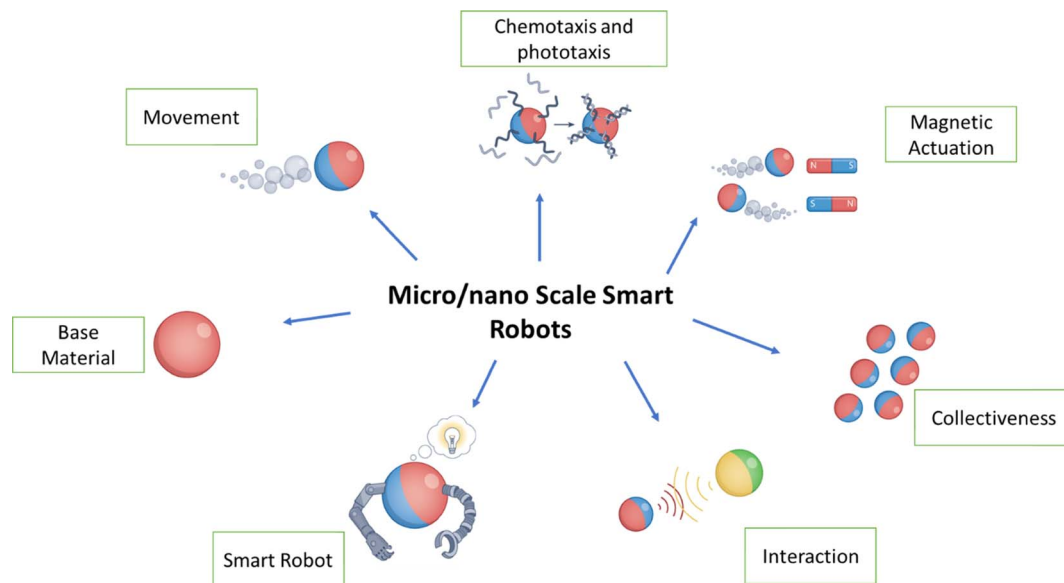 Chemotaxis and
phototaxis
Movement
Magnetic
Actuation
N S
S N
Micro/nano Scale Smart
Robots
Base
Material
Collectiveness
Smart Robot
Interaction